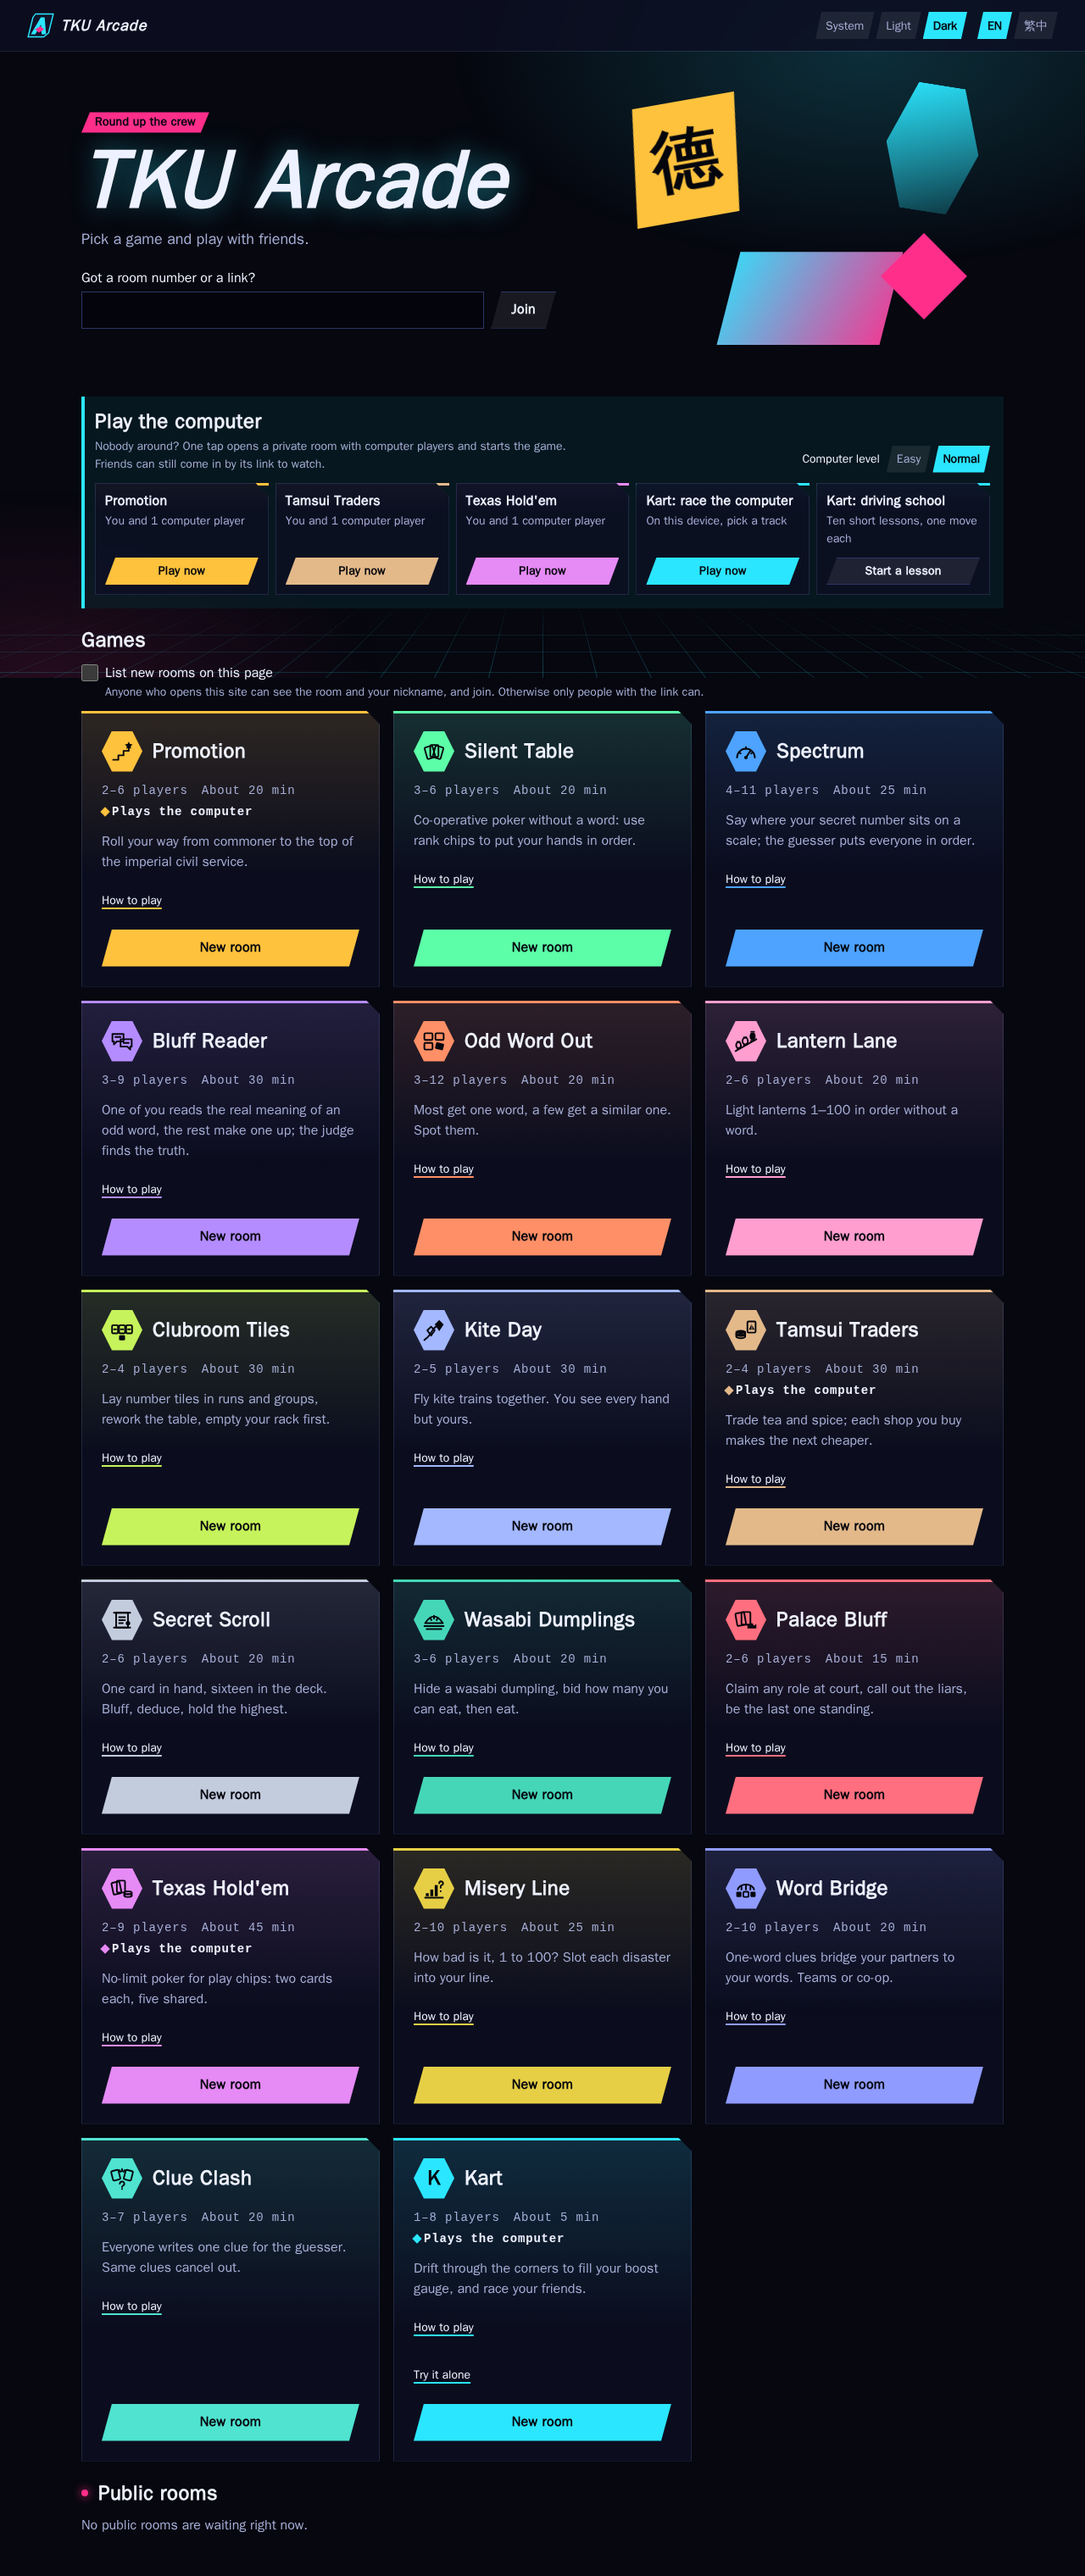 TKU Arcade
System
Light
Dark
EN
繁中
Round up the crew
TKU Arcade
Pick a game and play with friends.
Got a room number or a link?
Join
德
Play the computer
Nobody around? One tap opens a private room with computer players and starts the game.
Friends can still come in by its link to watch.
Computer level
Easy
Normal
Promotion
You and 1 computer player
Play now
Tamsui Traders
You and 1 computer player
Play now
Texas Hold'em
You and 1 computer player
Play now
Kart: race the computer
On this device, pick a track
Play now
Kart: driving school
Ten short lessons, one move
each
Start a lesson
Games
List new rooms on this page
Anyone who opens this site can see the room and your nickname, and join. Otherwise only people with the link can.
Promotion
2–6 players About 20 min
Plays the computer
Roll your way from commoner to the top of
the imperial civil service.
How to play
New room
Silent Table
3–6 players About 20 min
Co-operative poker without a word: use
rank chips to put your hands in order.
How to play
New room
Spectrum
4–11 players About 25 min
Say where your secret number sits on a
scale; the guesser puts everyone in order.
How to play
New room
Bluff Reader
3–9 players About 30 min
One of you reads the real meaning of an
odd word, the rest make one up; the judge
finds the truth.
How to play
New room
Odd Word Out
3–12 players About 20 min
Most get one word, a few get a similar one.
Spot them.
How to play
New room
Lantern Lane
2–6 players About 20 min
Light lanterns 1–100 in order without a
word.
How to play
New room
Clubroom Tiles
2–4 players About 30 min
Lay number tiles in runs and groups,
rework the table, empty your rack first.
How to play
New room
Kite Day
2–5 players About 30 min
Fly kite trains together. You see every hand
but yours.
How to play
New room
Tamsui Traders
2–4 players About 30 min
Plays the computer
Trade tea and spice; each shop you buy
makes the next cheaper.
How to play
New room
Secret Scroll
2–6 players About 20 min
One card in hand, sixteen in the deck.
Bluff, deduce, hold the highest.
How to play
New room
Wasabi Dumplings
3–6 players About 20 min
Hide a wasabi dumpling, bid how many you
can eat, then eat.
How to play
New room
Palace Bluff
2–6 players About 15 min
Claim any role at court, call out the liars,
be the last one standing.
How to play
New room
Texas Hold'em
2–9 players About 45 min
Plays the computer
No-limit poker for play chips: two cards
each, five shared.
How to play
New room
Misery Line
2–10 players About 25 min
How bad is it, 1 to 100? Slot each disaster
into your line.
How to play
New room
Word Bridge
2–10 players About 20 min
One-word clues bridge your partners to
your words. Teams or co-op.
How to play
New room
Clue Clash
3–7 players About 20 min
Everyone writes one clue for the guesser.
Same clues cancel out.
How to play
New room
K
Kart
1–8 players About 5 min
Plays the computer
Drift through the corners to fill your boost
gauge, and race your friends.
How to play
Try it alone
New room
Public rooms
No public rooms are waiting right now.